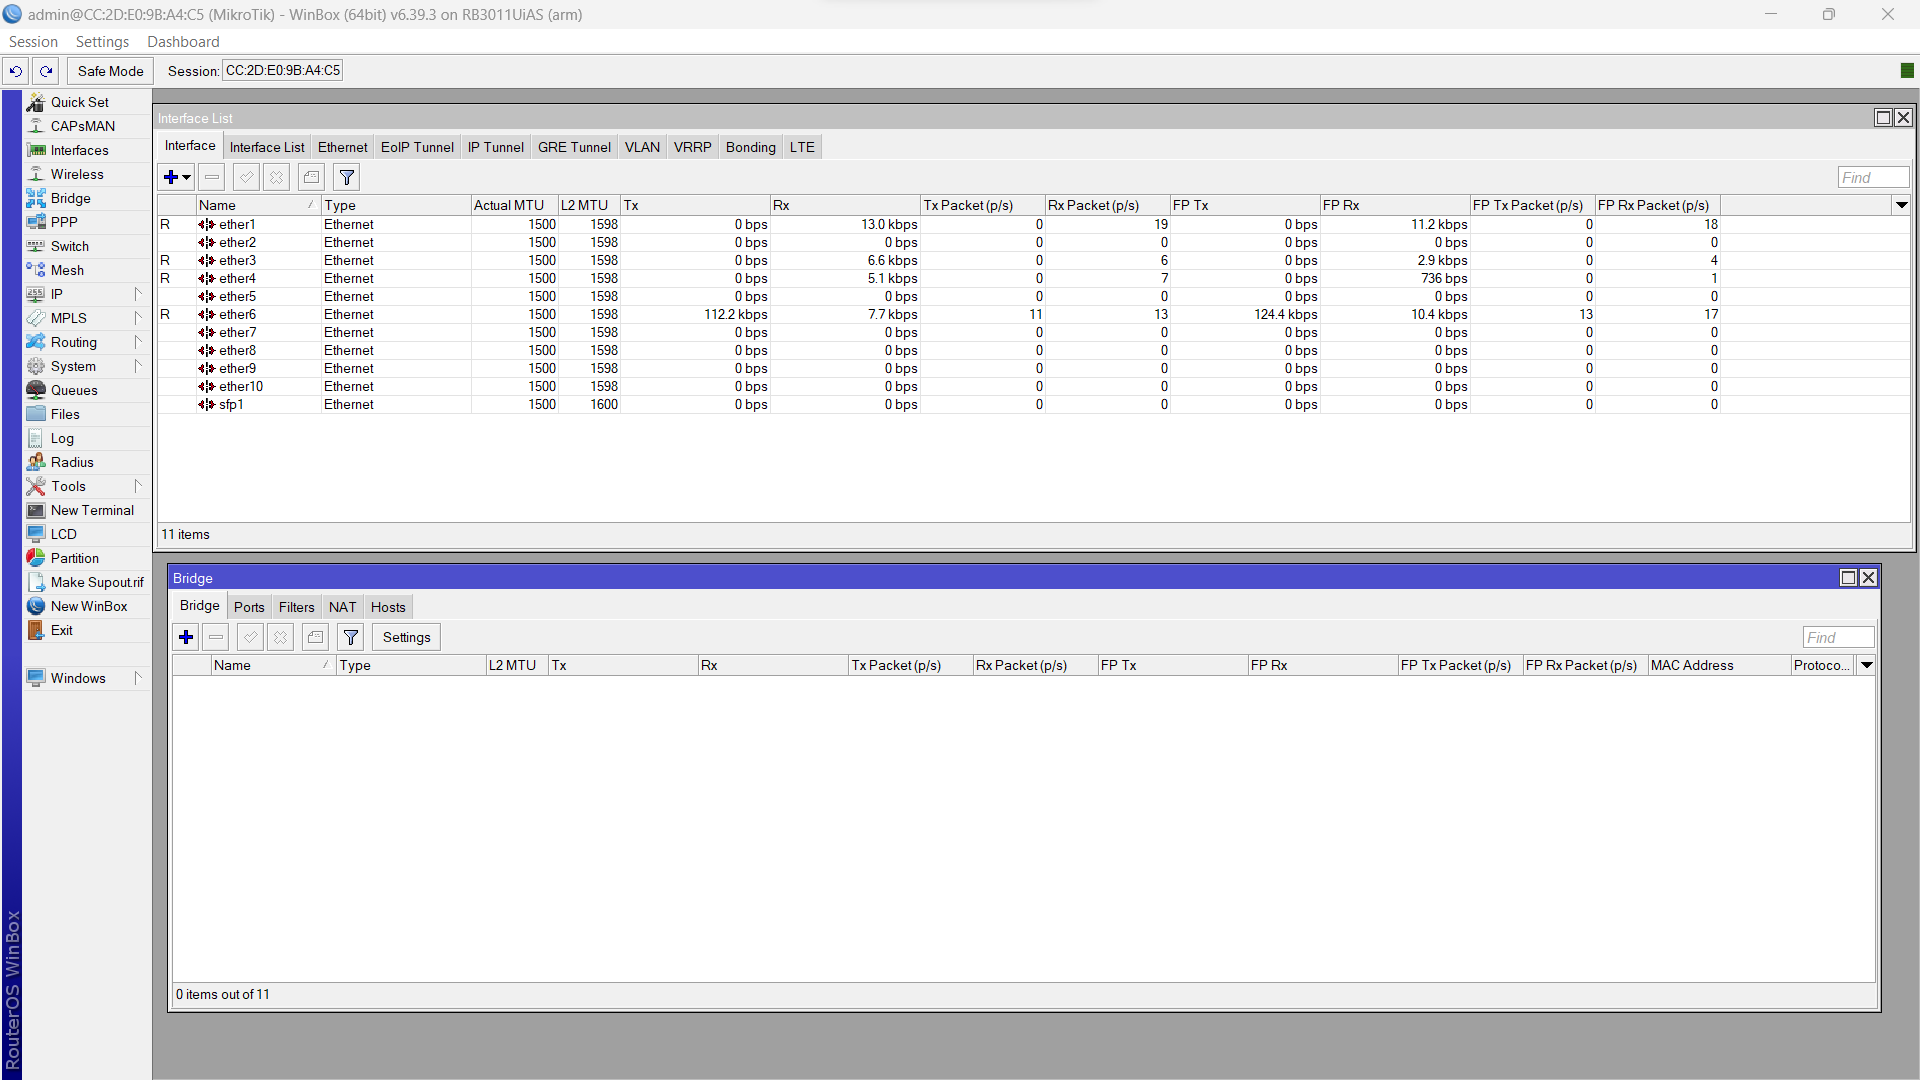 admin@CC:2D:E0:9B:A4:C5 (MikroTik) - WinBox (64bit) v6.39.3 on RB3011UiAS (arm)
Session Settings Dashboard
Safe Mode Session: CC:2D:E0:9B:A4:C5
Quick Set
CAPsMAN
Interfaces
Wireless
Bridge
PPP
Switch
Mesh
IP
MPLS
Routing
System
Queues
Files
Log
Radius
Tools
New Terminal
LCD
Partition
Make Supout.rif
New WinBox
Exit
Windows
RouterOS WinBox
Interface List
Interface Interface List Ethernet EoIP Tunnel IP Tunnel GRE Tunnel VLAN VRRP Bonding LTE
Find
Name Type Actual MTU L2 MTU Tx Rx Tx Packet (p/s) Rx Packet (p/s) FP Tx FP Rx FP Tx Packet (p/s) FP Rx Packet (p/s)
R ether1 Ethernet 1500 1598 0 bps 13.0 kbps 0 19 0 bps 11.2 kbps 0 18
ether2 Ethernet 1500 1598 0 bps 0 bps 0 0 0 bps 0 bps 0 0
R ether3 Ethernet 1500 1598 0 bps 6.6 kbps 0 6 0 bps 2.9 kbps 0 4
R ether4 Ethernet 1500 1598 0 bps 5.1 kbps 0 7 0 bps 736 bps 0 1
ether5 Ethernet 1500 1598 0 bps 0 bps 0 0 0 bps 0 bps 0 0
R ether6 Ethernet 1500 1598 112.2 kbps 7.7 kbps 11 13 124.4 kbps 10.4 kbps 13 17
ether7 Ethernet 1500 1598 0 bps 0 bps 0 0 0 bps 0 bps 0 0
ether8 Ethernet 1500 1598 0 bps 0 bps 0 0 0 bps 0 bps 0 0
ether9 Ethernet 1500 1598 0 bps 0 bps 0 0 0 bps 0 bps 0 0
ether10 Ethernet 1500 1598 0 bps 0 bps 0 0 0 bps 0 bps 0 0
sfp1 Ethernet 1500 1600 0 bps 0 bps 0 0 0 bps 0 bps 0 0
11 items
Bridge
Bridge Ports Filters NAT Hosts
Settings Find
Name Type L2 MTU Tx Rx Tx Packet (p/s) Rx Packet (p/s) FP Tx FP Rx FP Tx Packet (p/s) FP Rx Packet (p/s) MAC Address Protoco...
0 items out of 11